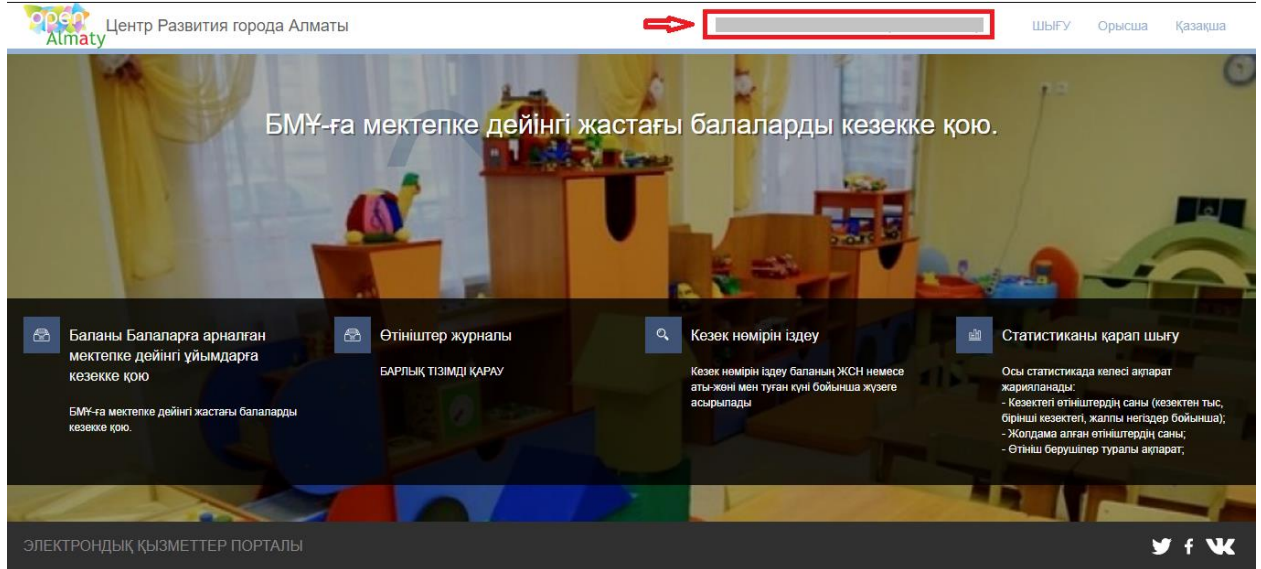 open
Almaty
Центр Развития города Алматы
ШЫҒУ
Орысша
Қазақша
БМҰ-ға мектепке дейінгі жастағы балаларды кезекке қою.
Баланы Балаларға арналған
мектепке дейінгі ұйымдарға
кезекке қою
БМҰ-ға мектепке дейінгі жастағы балаларды
кезекке қою.
Өтініштер журналы
БАРЛЫҚ ТІЗІМДІ ҚАРАУ
Кезек нөмірін іздеу
Кезек нөмірін іздеу баланың ЖСН немесе
аты-жөні мен туған күні бойынша жүзеге
асырылады
Статистиканы қарап шығу
Осы статистикада келесі ақпарат
жарияланады:
- Кезектегі өтініштердің саны (кезектен тыс,
бірінші кезектегі, жалпы негіздер бойынша);
- Жолдама алған өтініштердің саны;
- Өтініш берушілер туралы ақпарат;
ЭЛЕКТРОНДЫҚ ҚЫЗМЕТТЕР ПОРТАЛЫ